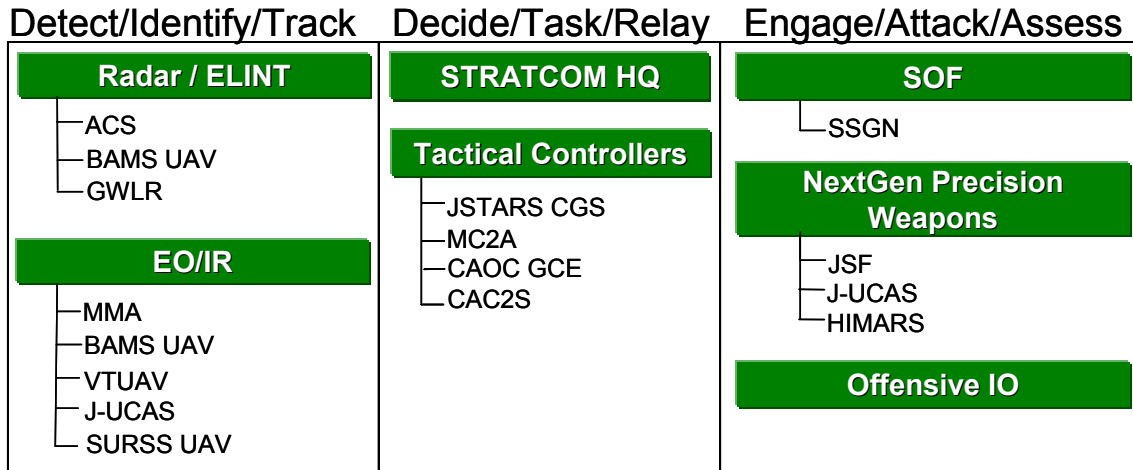 Detect/Identify/Track
Radar / ELINT
ACS
BAMS UAV
GWLR
EO/IR
MMA
BAMS UAV
VTUAV
J-UCAS
SURSS UAV
Decide/Task/Relay
STRATCOM HQ
Tactical Controllers
JSTARS CGS
MC2A
CAOC GCE
CAC2S
Engage/Attack/Assess
SOF
SSGN
NextGen Precision
Weapons
JSF
J-UCAS
HIMARS
Offensive IO